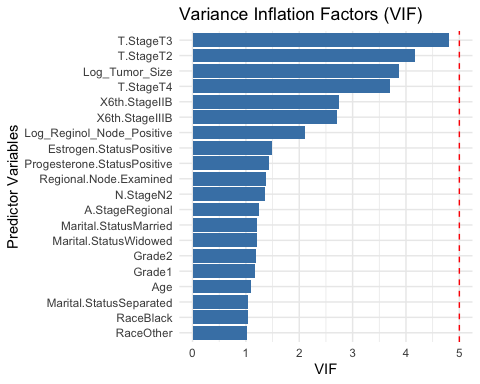 Variance Inflation Factors (VIF)
Predictor Variables
T.StageT3
T.StageT2
Log_Tumor_Size
T.StageT4
X6th.StageIIB
X6th.StageIIIB
Log_Reginol_Node_Positive
Estrogen.StatusPositive
Progesterone.StatusPositive
Regional.Node.Examined
N.StageN2
A.StageRegional
Marital.StatusMarried
Marital.StatusWidowed
Grade2
Grade1
Age
Marital.StatusSeparated
RaceBlack
RaceOther
0 1 2 3 4 5
VIF